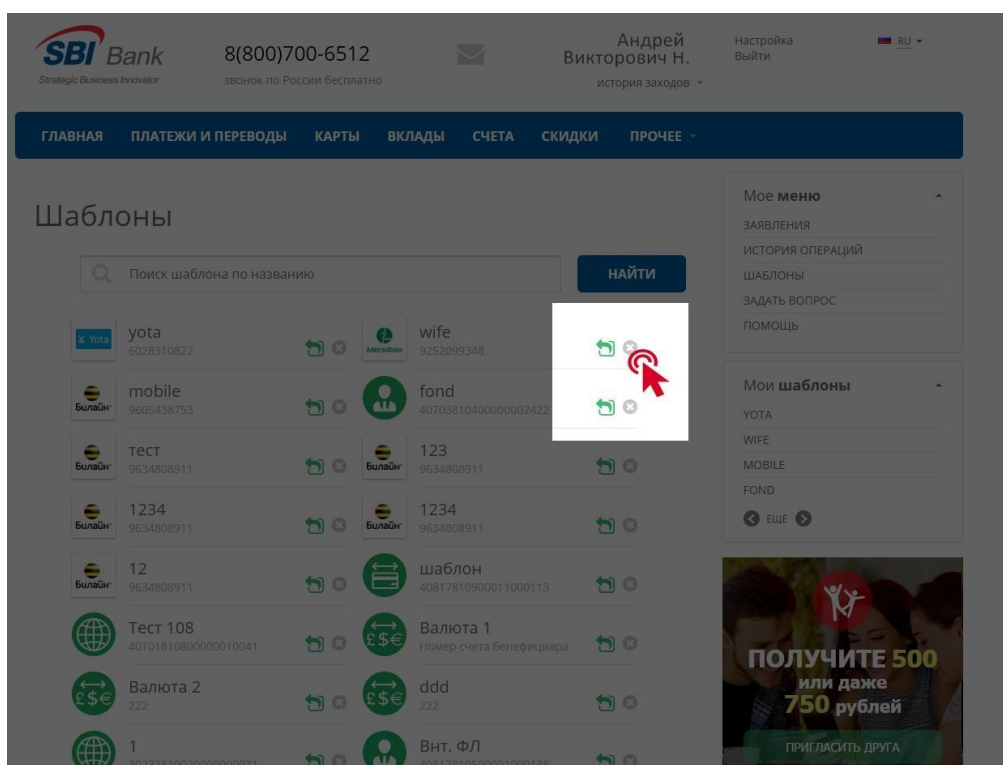 SBI Bank
Strategic Business Innovator
8(800)700-6512
звонок по России бесплатно
Андрей
Викторович Н.
история заходов
Настройка
Выйти
RU
ГЛАВНАЯ ПЛАТЕЖИ И ПЕРЕВОДЫ КАРТЫ ВКЛАДЫ СЧЕТА СКИДКИ ПРОЧЕЕ
Шаблоны
Поиск шаблона по названию
НАЙТИ
Yota
yota
6028310822
МЕГАФОН
wife
9252099348
Билайн
mobile
9605438753
fond
40703810400000002422
Билайн
тест
9634808911
Билайн
123
9634808911
Билайн
1234
9634808911
Билайн
1234
9634808911
Билайн
12
9634808911
шаблон
40817810900011000113
Тест 108
40101810800000010041
£$€
Валюта 1
Номер счета бенефициара
£$€
Валюта 2
222
£$€
ddd
222
1
Внт. ФЛ
Мое меню
ЗАЯВЛЕНИЯ
ИСТОРИЯ ОПЕРАЦИЙ
ШАБЛОНЫ
ЗАДАТЬ ВОПРОС
ПОМОЩЬ
Мои шаблоны
YOTA
WIFE
MOBILE
FOND
ЕЩЁ
ПОЛУЧИТЕ 500
или даже
750 рублей
ПРИГЛАСИТЬ ДРУГА